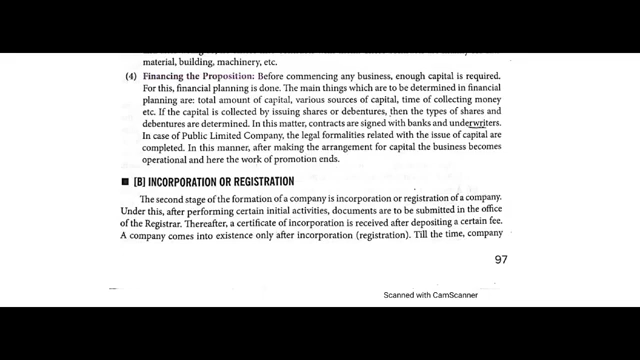 material, building, machinery, etc.
(4) Financing the Proposition: Before commencing any business, enough capital is required.
For this, financial planning is done. The main things which are to be determined in financial
planning are: total amount of capital, various sources of capital, time of collecting money
etc. If the capital is collected by issuing shares or debentures, then the types of shares and
debentures are determined. In this matter, contracts are signed with banks and underwriters.
In case of Public Limited Company, the legal formalities related with the issue of capital are
completed. In this manner, after making the arrangement for capital the business becomes
operational and here the work of promotion ends.
■ [B] INCORPORATION OR REGISTRATION
The second stage of the formation of a company is incorporation or registration of a company.
Under this, after performing certain initial activities, documents are to be submitted in the office
of the Registrar. Thereafter, a certificate of incorporation is received after depositing a certain fee.
A company comes into existence only after incorporation (registration). Till the time, company
97
Scanned with CamScanner